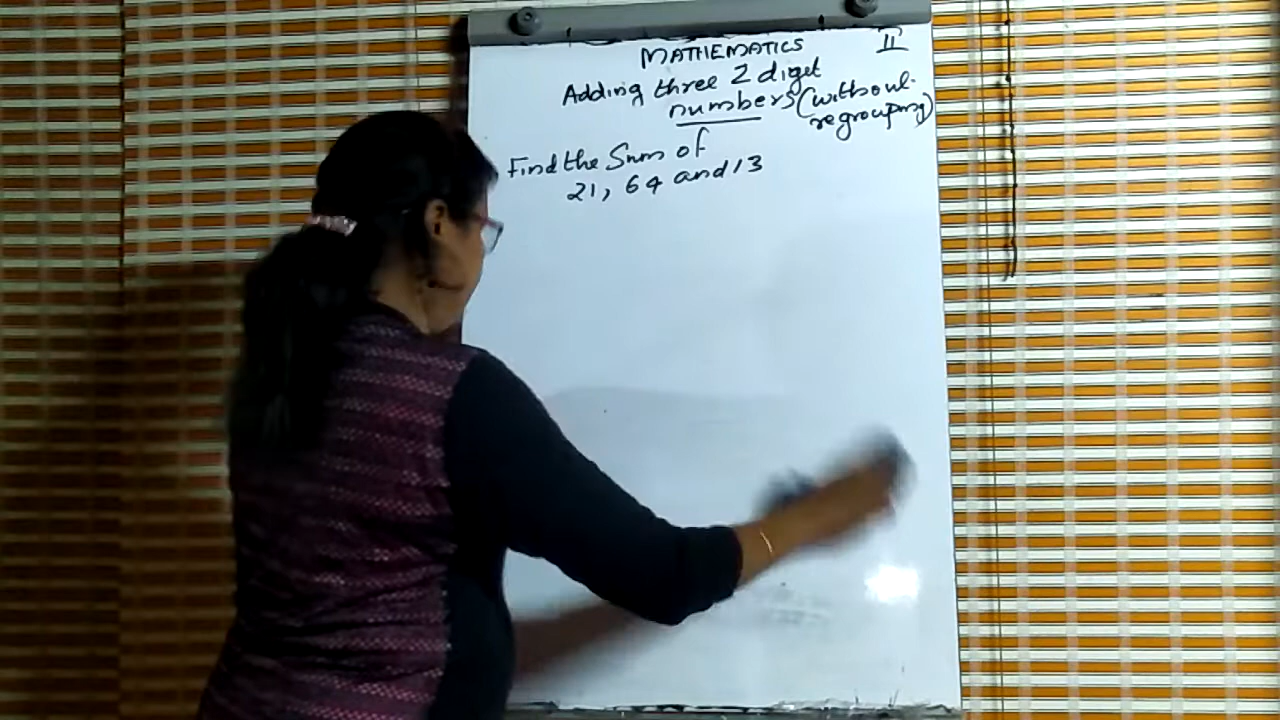 MATHEMATICS II
Adding three 2 digit
numbers (without
regrouping)
Find the Sum of
21, 64 and 13